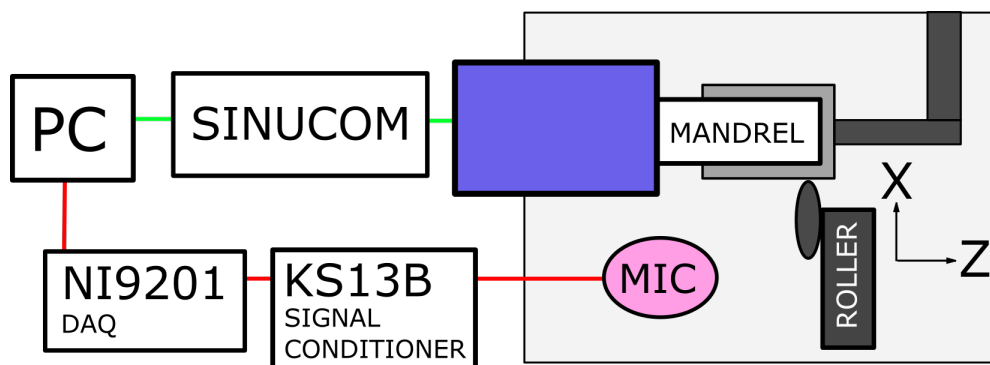 PC
SINUCOM
MANDREL
X
Z
ROLLER
MIC
NI9201
DAQ
KS13B
SIGNAL
CONDITIONER